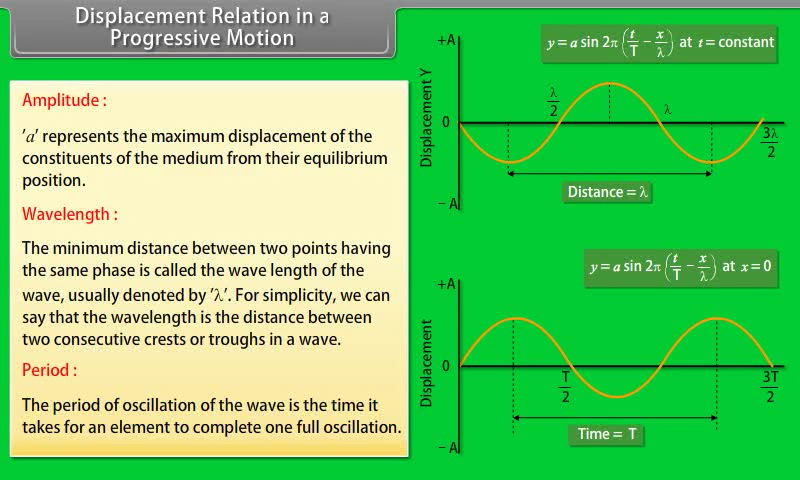 Displacement Relation in a
Progressive Motion
Amplitude :
'a' represents the maximum displacement of the
constituents of the medium from their equilibrium
position.
Wavelength :
The minimum distance between two points having
the same phase is called the wave length of the
wave, usually denoted by 'λ'. For simplicity, we can
say that the wavelength is the distance between
two consecutive crests or troughs in a wave.
Period :
The period of oscillation of the wave is the time it
takes for an element to complete one full oscillation.
y = a sin 2π (t/T − x/λ) at t = constant
+A
Displacement Y
0
− A
λ/2
λ
3λ/2
Distance = λ
y = a sin 2π (t/T − x/λ) at x = 0
+A
Displacement
0
− A
T/2
3T/2
Time = T